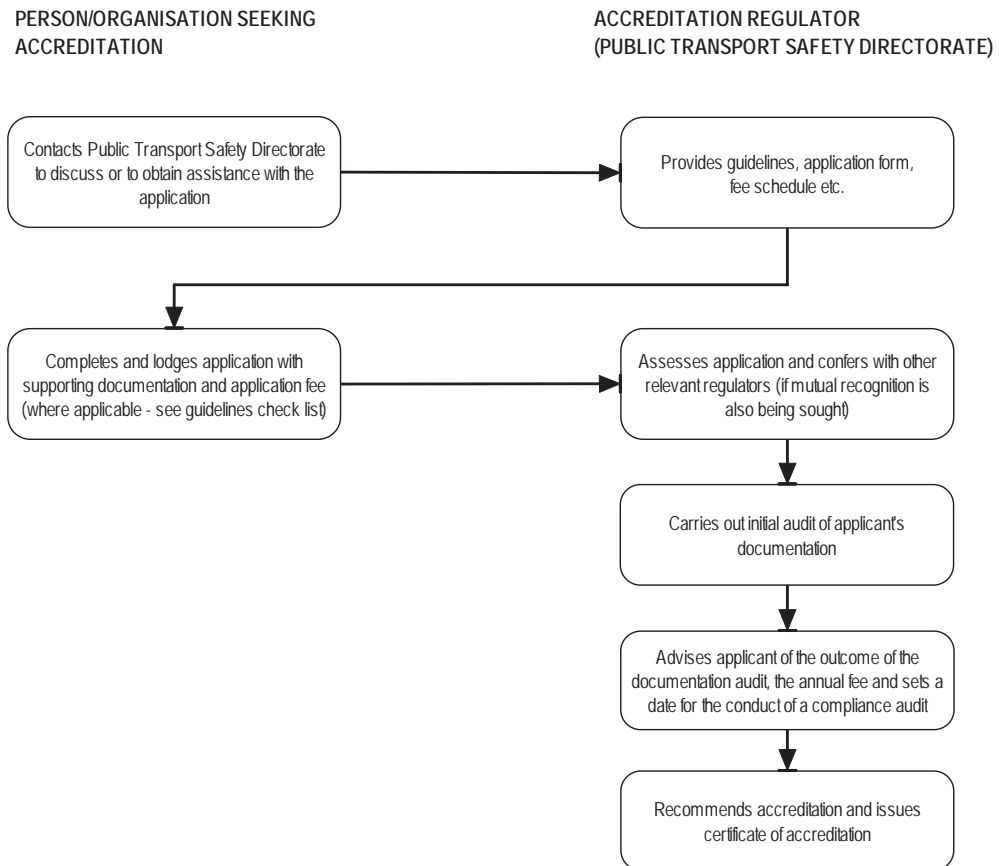 PERSON/ORGANISATION SEEKING
ACCREDITATION
ACCREDITATION REGULATOR
(PUBLIC TRANSPORT SAFETY DIRECTORATE)
Contacts Public Transport Safety Directorate
to discuss or to obtain assistance with the
application
Provides guidelines, application form,
fee schedule etc.
Completes and lodges application with
supporting documentation and application fee
(where applicable - see guidelines check list)
Assesses application and confers with other
relevant regulators (if mutual recognition is
also being sought)
Carries out initial audit of applicant's
documentation
Advises applicant of the outcome of the
documentation audit, the annual fee and sets a
date for the conduct of a compliance audit
Recommends accreditation and issues
certificate of accreditation